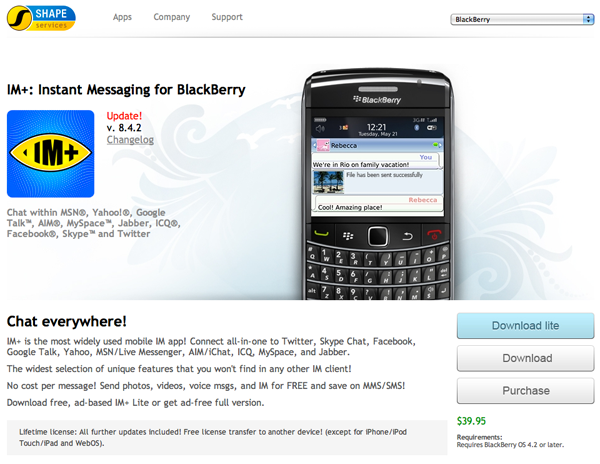 SHAPE
services
Apps
Company
Support
BlackBerry
IM+: Instant Messaging for BlackBerry
IM+
Update!
v. 8.4.2
Changelog
Chat within MSN®, Yahoo!®, Google
Talk™, AIM®, MySpace™, Jabber, ICQ®,
Facebook®, Skype™ and Twitter
BlackBerry
12:21
Tuesday, May 21
3G
Rebecca
You
We're in Rio on family vacation!
File has been sent successfully
Rebecca
Cool! Amazing place!
Chat everywhere!
IM+ is the most widely used mobile IM app! Connect all-in-one to Twitter, Skype Chat, Facebook,
Google Talk, Yahoo, MSN/Live Messenger, AIM/iChat, ICQ, MySpace, and Jabber.
The widest selection of unique features that you won't find in any other IM client!
No cost per message! Send photos, videos, voice msgs, and IM for FREE and save on MMS/SMS!
Download free, ad-based IM+ Lite or get ad-free full version.
Lifetime license: All further updates included! Free license transfer to another device! (except for iPhone/iPod
Touch/iPad and WebOS).
Download lite
Download
Purchase
$39.95
Requirements:
Requires BlackBerry OS 4.2 or later.